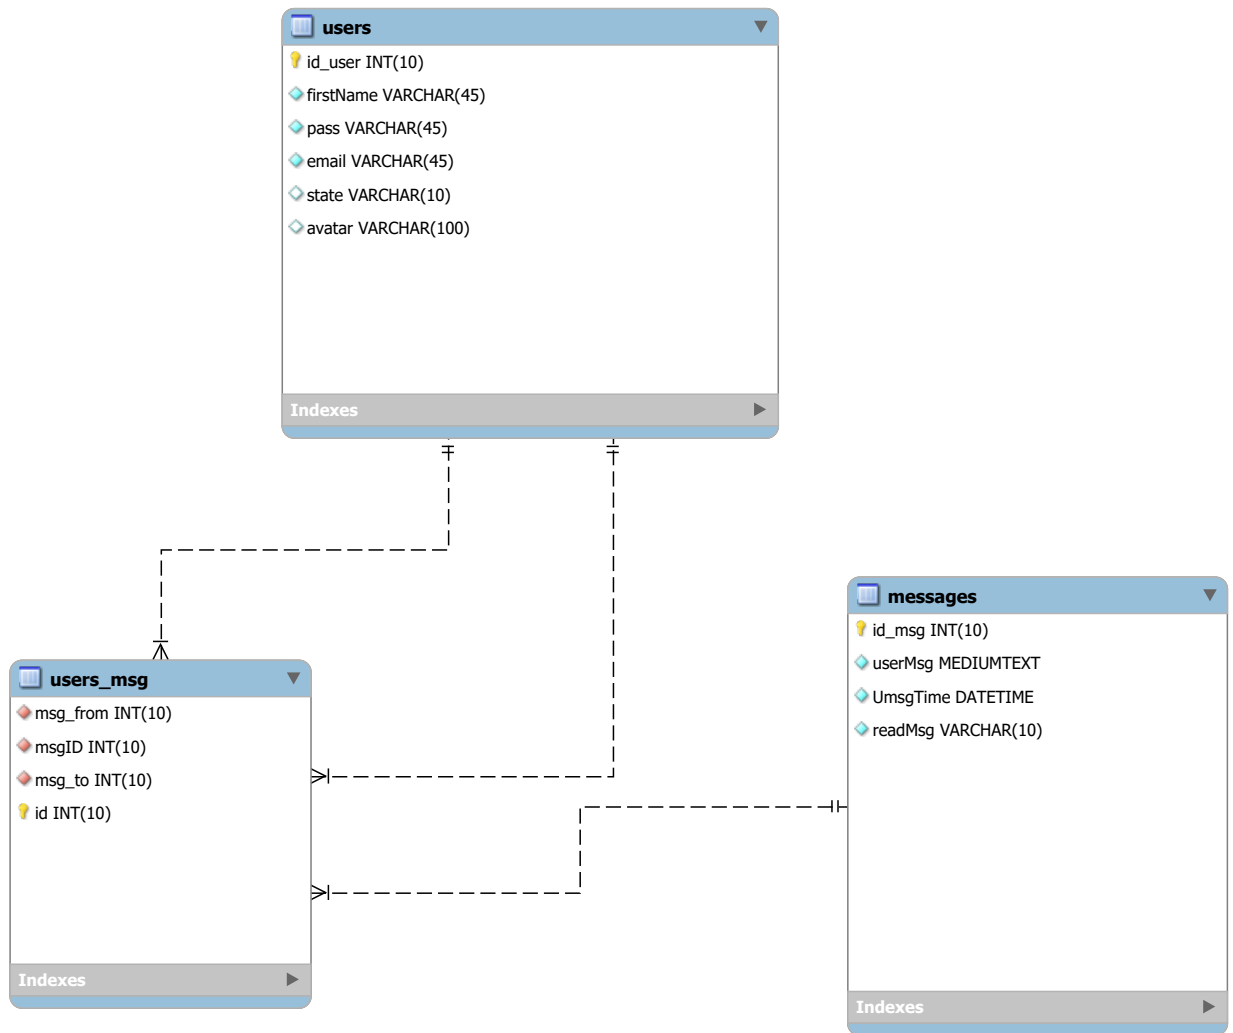 users
id_user INT(10)
firstName VARCHAR(45)
pass VARCHAR(45)
email VARCHAR(45)
state VARCHAR(10)
avatar VARCHAR(100)
Indexes
users_msg
msg_from INT(10)
msgID INT(10)
msg_to INT(10)
id INT(10)
Indexes
messages
id_msg INT(10)
userMsg MEDIUMTEXT
UmsgTime DATETIME
readMsg VARCHAR(10)
Indexes